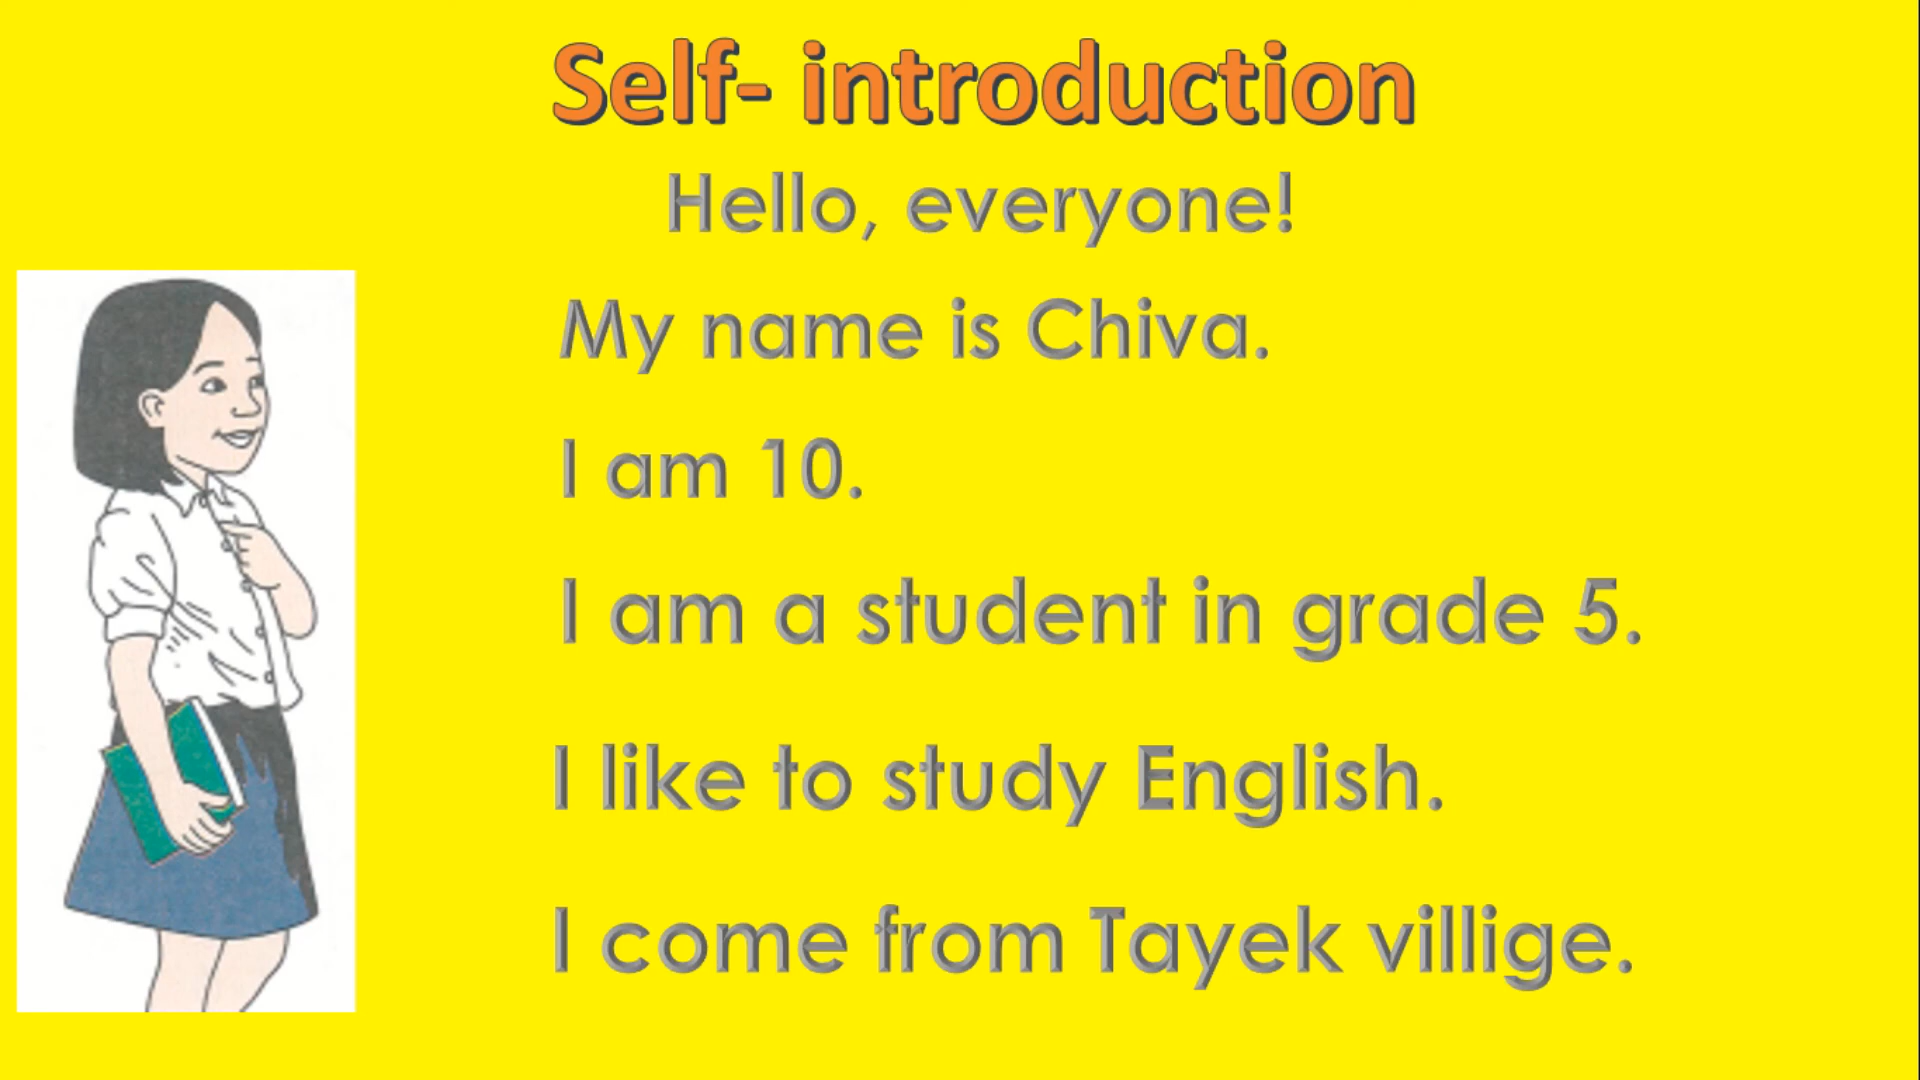 Self- introduction
Hello, everyone!
My name is Chiva.
I am 10.
I am a student in grade 5.
I like to study English.
I come from Tayek villige.